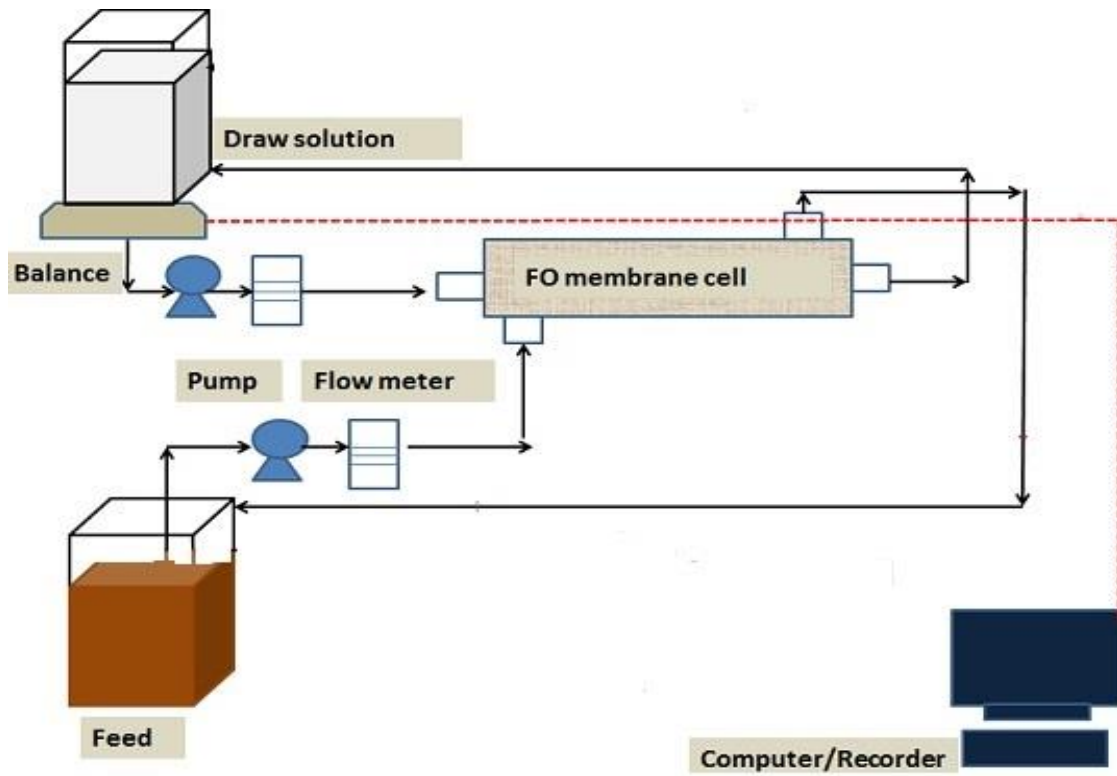 Draw solution
Balance
FO membrane cell
Pump
Flow meter
Feed
Computer/Recorder